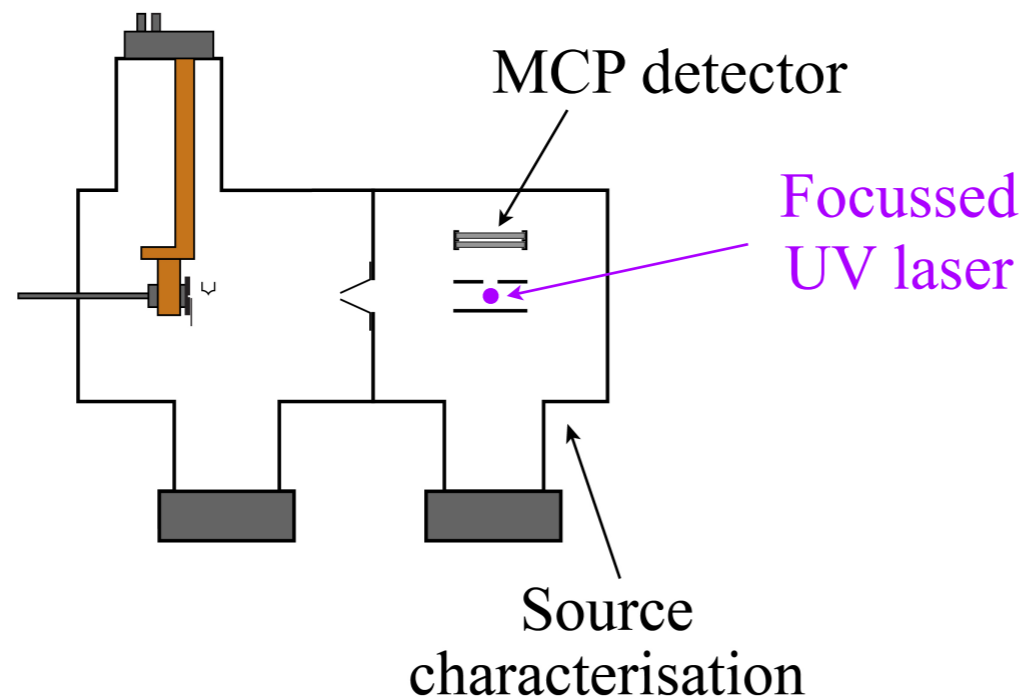 MCP detector
Focussed
UV laser
Source
characterisation